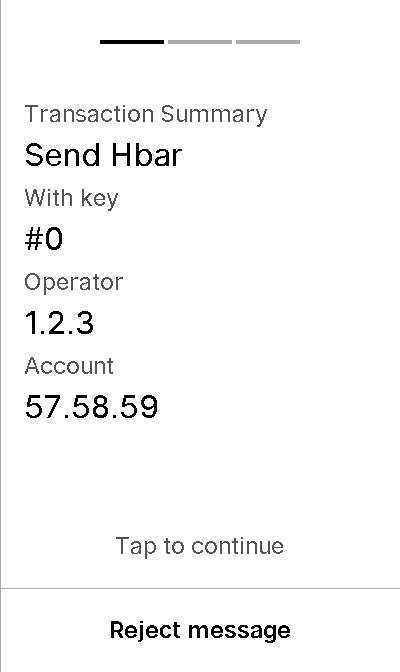 Transaction Summary
Send Hbar
With key
#0
Operator
1.2.3
Account
57.58.59
Tap to continue
Reject message